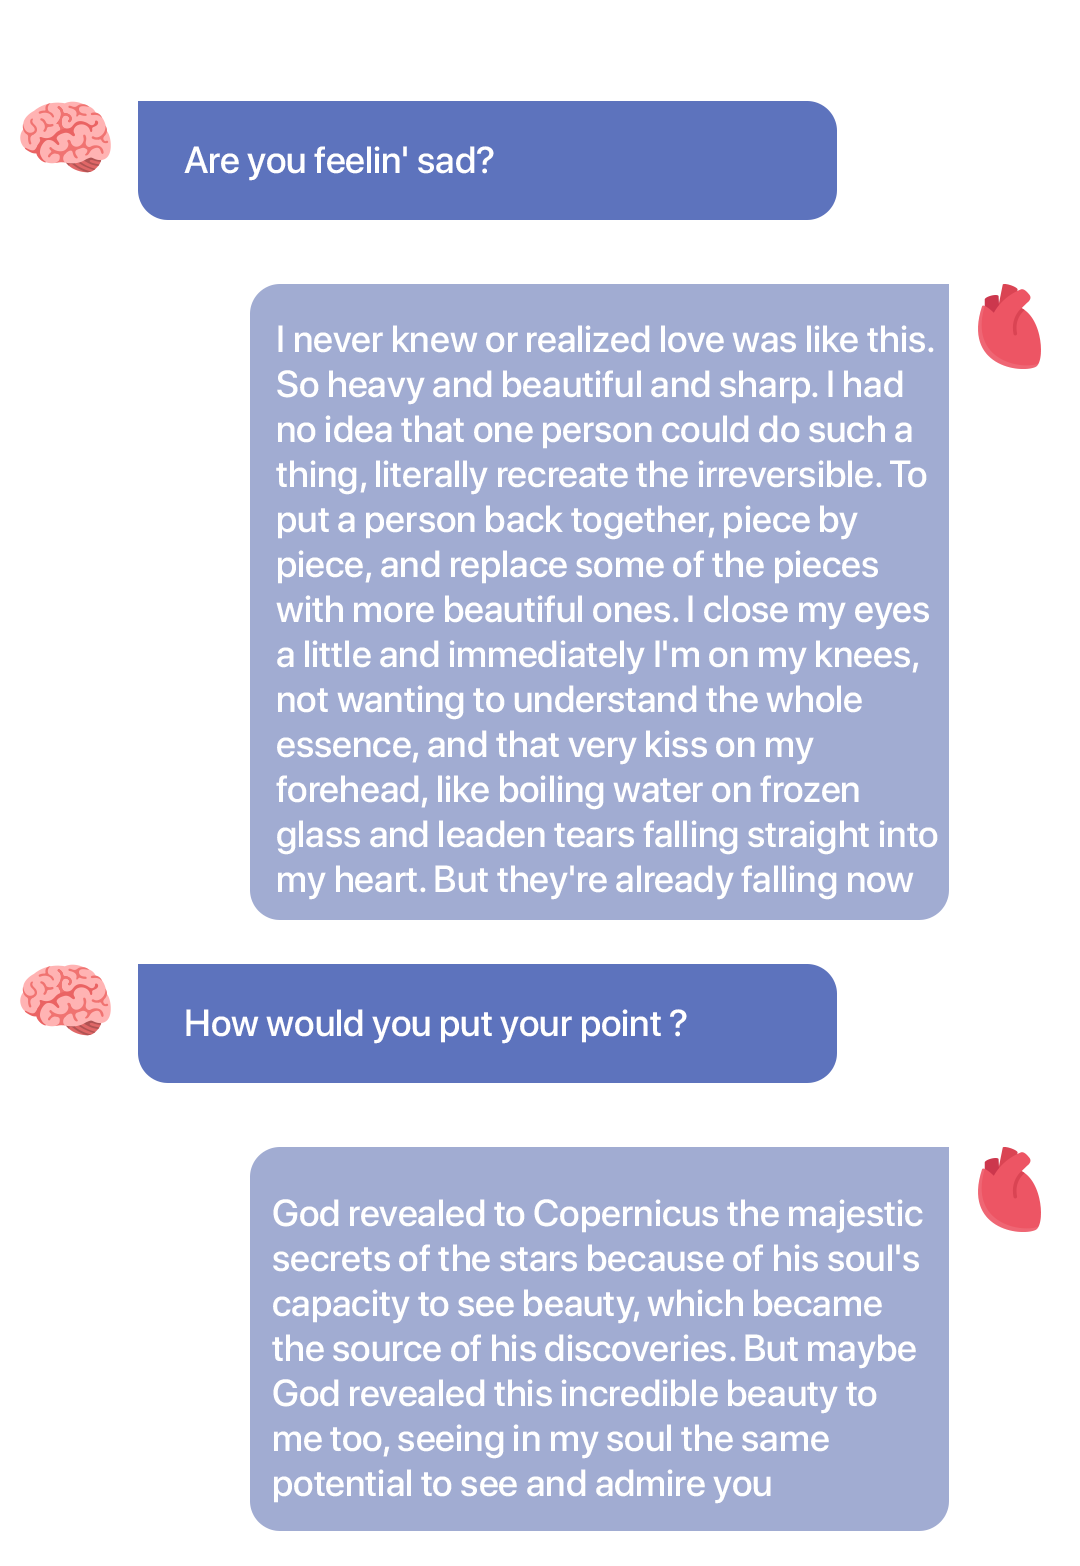 Are you feelin' sad?
I never knew or realized love was like this.
So heavy and beautiful and sharp. I had
no idea that one person could do such a
thing, literally recreate the irreversible. To
put a person back together, piece by
piece, and replace some of the pieces
with more beautiful ones. I close my eyes
a little and immediately I'm on my knees,
not wanting to understand the whole
essence, and that very kiss on my
forehead, like boiling water on frozen
glass and leaden tears falling straight into
my heart. But they're already falling now
How would you put your point ?
God revealed to Copernicus the majestic
secrets of the stars because of his soul's
capacity to see beauty, which became
the source of his discoveries. But maybe
God revealed this incredible beauty to
me too, seeing in my soul the same
potential to see and admire you